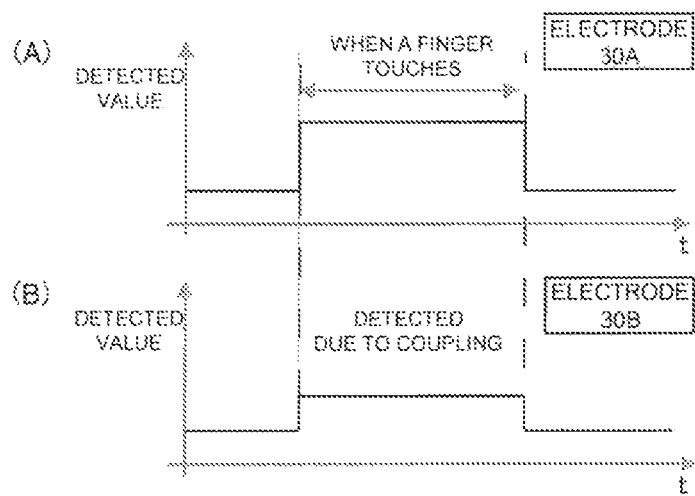 (A)
DETECTED
VALUE
WHEN A FINGER
TOUCHES
ELECTRODE
30A
t
(B)
DETECTED
VALUE
DETECTED
DUE TO COUPLING
ELECTRODE
30B
t